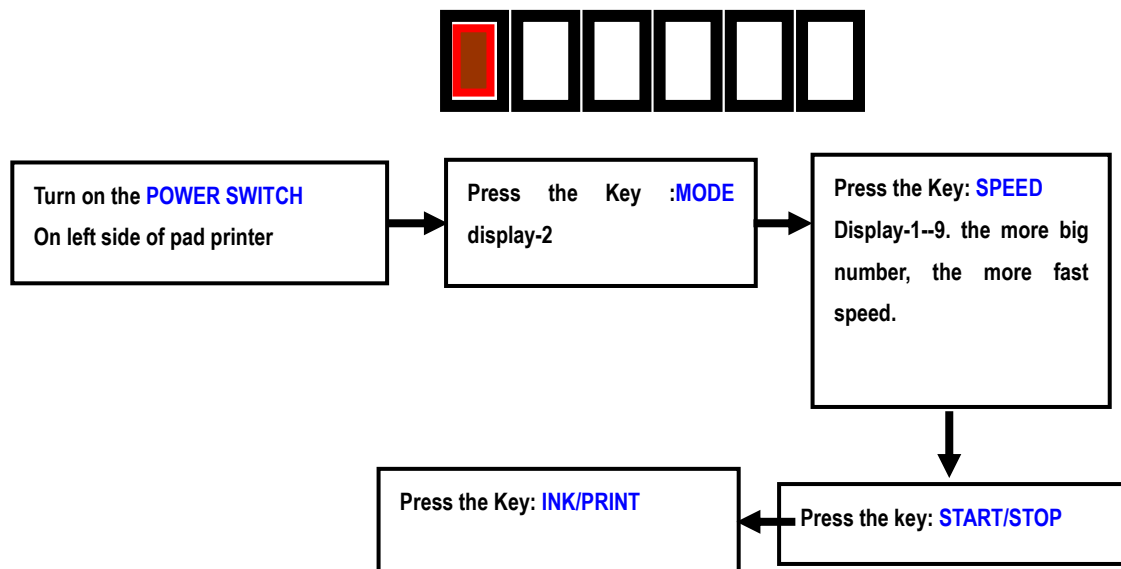 Turn on the POWER SWITCH
On left side of pad printer
Press the Key :MODE
display-2
Press the Key: SPEED
Display-1--9. the more big
number, the more fast
speed.
Press the key: START/STOP
Press the Key: INK/PRINT